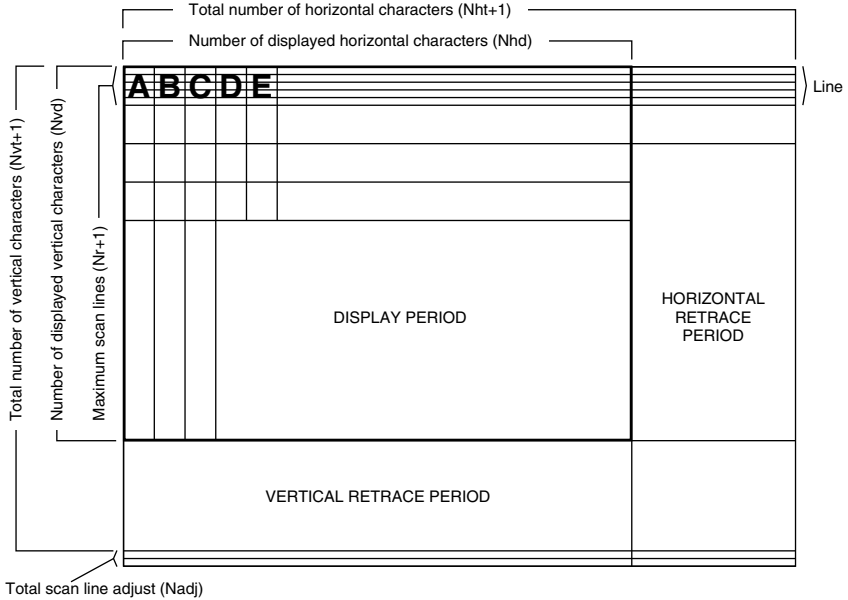 Total number of horizontal characters (Nht+1)
Number of displayed horizontal characters (Nhd)
A B C D E
Line
Total number of vertical characters (Nvt+1)
Number of displayed vertical characters (Nvd)
Maximum scan lines (Nr+1)
DISPLAY PERIOD
HORIZONTAL
RETRACE
PERIOD
VERTICAL RETRACE PERIOD
Total scan line adjust (Nadj)